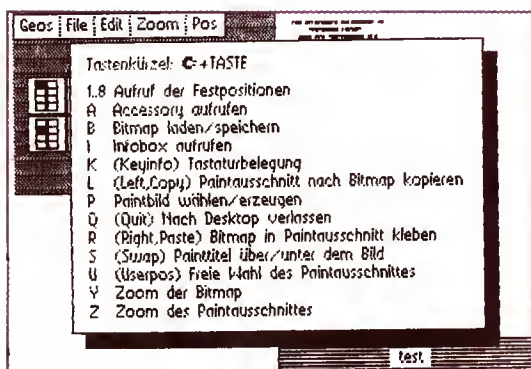 Geos File Edit Zoom Pos
Tastenkürzel: C=+TASTE
1..8 Aufruf der Festpositionen
A Accessory aufrufen
B Bitmap laden/speichern
I Infobox aufrufen
K (Keyinfo) Tastaturbelegung
L (Left,Copy) Paintausschnitt nach Bitmap kopieren
P Paintbild wählen/erzeugen
Q (Quit) Nach Desktop verlassen
R (Right,Paste) Bitmap in Paintausschnitt kleben
S (Swap) Painttitel über/unter dem Bild
U (Userpos) Freie Wahl des Paintausschnittes
Y Zoom der Bitmap
Z Zoom des Paintausschnittes
test